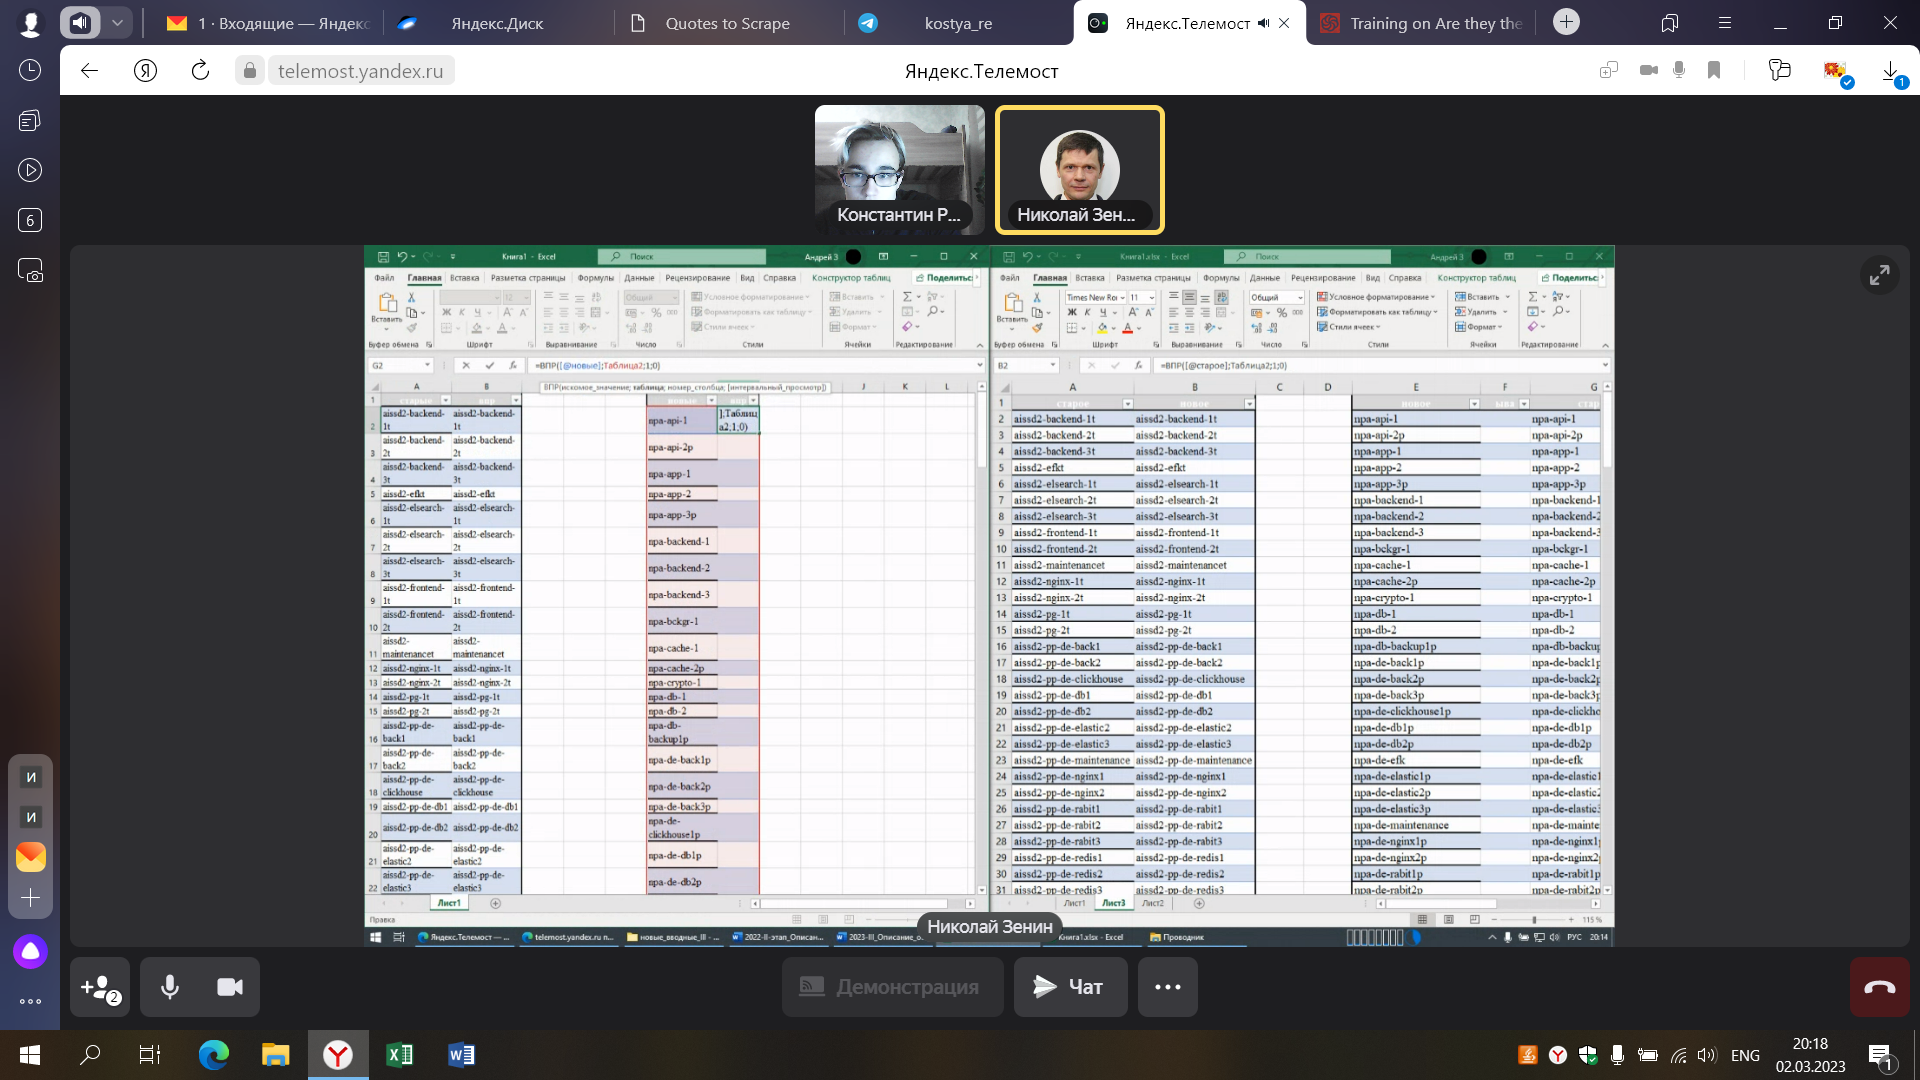 1 · Входящие — Яндекс
Яндекс.Диск
Quotes to Scrape
kostya_re
Яндекс.Телемост
Training on Are they the
telemost.yandex.ru
Яндекс.Телемост
1
6
Константин Р...
Николай Зен...
Книга1 - Excel
Поиск
Андрей З
Файл Главная Вставка Разметка страницы Формулы Данные Рецензирование Вид Справка Конструктор таблиц Поделиться
Вставить
Ж К Ч
Общий
Условное форматирование
Форматировать как таблицу
Стили ячеек
Вставить
Удалить
Формат
Буфер обмена Шрифт Выравнивание Число Стили Ячейки Редактирование
G2
=ВПР([@новые];Таблица2;1;0)
ВПР(искомое_значение; таблица; номер_столбца; [интервальный_просмотр])
A B J K L
1 старые впр новые впр
2 aissd2-backend-1t aissd2-backend-1t npa-api-1 ];Таблица2;1;0)
3 aissd2-backend-2t aissd2-backend-2t npa-api-2p
4 aissd2-backend-3t aissd2-backend-3t npa-app-1
5 aissd2-efkt aissd2-efkt npa-app-2
6 aissd2-elsearch-1t aissd2-elsearch-1t npa-app-3p
7 aissd2-elsearch-2t aissd2-elsearch-2t npa-backend-1
8 aissd2-elsearch-3t aissd2-elsearch-3t npa-backend-2
9 aissd2-frontend-1t aissd2-frontend-1t npa-backend-3
10 aissd2-frontend-2t aissd2-frontend-2t npa-bckgr-1
11 aissd2-maintenancet aissd2-maintenancet npa-cache-1
12 aissd2-nginx-1t aissd2-nginx-1t npa-cache-2p
13 aissd2-nginx-2t aissd2-nginx-2t npa-crypto-1
14 aissd2-pg-1t aissd2-pg-1t npa-db-1
15 aissd2-pg-2t aissd2-pg-2t npa-db-2
16 aissd2-pp-de-back1 aissd2-pp-de-back1 npa-db-backup1p
17 aissd2-pp-de-back2 aissd2-pp-de-back2 npa-de-back1p
18 aissd2-pp-de-clickhouse aissd2-pp-de-clickhouse npa-de-back2p
19 aissd2-pp-de-db1 aissd2-pp-de-db1 npa-de-back3p
20 aissd2-pp-de-db2 aissd2-pp-de-db2 npa-de-clickhouse1p
21 aissd2-pp-de-elastic2 aissd2-pp-de-elastic2 npa-de-db1p
22 aissd2-pp-de-elastic3 aissd2-pp-de-elastic3 npa-de-db2p
Лист1
Правка
Книга1.xlsx - Excel
Поиск
Андрей З
Файл Главная Вставка Разметка страницы Формулы Данные Рецензирование Вид Справка Конструктор таблиц Поделиться
Вставить
Times New Ro 11
Ж К Ч
Общий
Условное форматирование
Форматировать как таблицу
Стили ячеек
Вставить
Удалить
Формат
Буфер обмена Шрифт Выравнивание Число Стили Ячейки Редактирование
B2
=ВПР([@старое];Таблица2;1;0)
A B C D E F G
1 старое новое новое ыва стар
2 aissd2-backend-1t aissd2-backend-1t npa-api-1 npa-api-1
3 aissd2-backend-2t aissd2-backend-2t npa-api-2p npa-api-2p
4 aissd2-backend-3t aissd2-backend-3t npa-app-1 npa-app-1
5 aissd2-efkt aissd2-efkt npa-app-2 npa-app-2
6 aissd2-elsearch-1t aissd2-elsearch-1t npa-app-3p npa-app-3p
7 aissd2-elsearch-2t aissd2-elsearch-2t npa-backend-1 npa-backend-1
8 aissd2-elsearch-3t aissd2-elsearch-3t npa-backend-2 npa-backend-2
9 aissd2-frontend-1t aissd2-frontend-1t npa-backend-3 npa-backend-3
10 aissd2-frontend-2t aissd2-frontend-2t npa-bckgr-1 npa-bckgr-1
11 aissd2-maintenancet aissd2-maintenancet npa-cache-1 npa-cache-1
12 aissd2-nginx-1t aissd2-nginx-1t npa-cache-2p npa-cache-2p
13 aissd2-nginx-2t aissd2-nginx-2t npa-crypto-1 npa-crypto-1
14 aissd2-pg-1t aissd2-pg-1t npa-db-1 npa-db-1
15 aissd2-pg-2t aissd2-pg-2t npa-db-2 npa-db-2
16 aissd2-pp-de-back1 aissd2-pp-de-back1 npa-db-backup1p npa-db-backup
17 aissd2-pp-de-back2 aissd2-pp-de-back2 npa-de-back1p npa-de-back1p
18 aissd2-pp-de-clickhouse aissd2-pp-de-clickhouse npa-de-back2p npa-de-back2p
19 aissd2-pp-de-db1 aissd2-pp-de-db1 npa-de-back3p npa-de-back3p
20 aissd2-pp-de-db2 aissd2-pp-de-db2 npa-de-clickhouse1p npa-de-clickho
21 aissd2-pp-de-elastic2 aissd2-pp-de-elastic2 npa-de-db1p npa-de-db1p
22 aissd2-pp-de-elastic3 aissd2-pp-de-elastic3 npa-de-db2p npa-de-db2p
23 aissd2-pp-de-maintenance aissd2-pp-de-maintenance npa-de-efk npa-de-efk
24 aissd2-pp-de-nginx1 aissd2-pp-de-nginx1 npa-de-elastic1p npa-de-elastic1
25 aissd2-pp-de-nginx2 aissd2-pp-de-nginx2 npa-de-elastic2p npa-de-elastic2
26 aissd2-pp-de-rabit1 aissd2-pp-de-rabit1 npa-de-elastic3p npa-de-elastic3
27 aissd2-pp-de-rabit2 aissd2-pp-de-rabit2 npa-de-maintenance npa-de-mainte
28 aissd2-pp-de-rabit3 aissd2-pp-de-rabit3 npa-de-nginx1p npa-de-nginx1
29 aissd2-pp-de-redis1 aissd2-pp-de-redis1 npa-de-nginx2p npa-de-nginx2
30 aissd2-pp-de-redis2 aissd2-pp-de-redis2 npa-de-rabit1p npa-de-rabit1p
31 aissd2-pp-de-redis3 aissd2-pp-de-redis3 npa-de-rabit2p npa-de-rabit2p
Лист1 Лист3 Лист2
115 %
Николай Зенин
Яндекс.Телемост — ...
telemost.yandex.ru п...
новые_вводные_III - ...
2022-II-этап_Описан...
2023-III_Описание_о...
Книга1.xlsx - Excel
Проводник
РУС 20:14
2
Демонстрация
Чат
ENG
20:18
02.03.2023
1